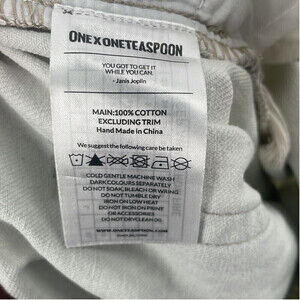 ONEXONETEASPOON
YOU GOT TO GET IT
WHILE YOU CAN.
- Janis Joplin
MAIN:100% COTTON
EXCLUDING TRIM
Hand Made in China
We suggest the following care be taken
COLD GENTLE MACHINE WASH
DARK COLOURS SEPARATELY
DO NOT SOAK, BLEACH OR WRING
DO NOT TUMBLE DRY
IRON ON LOW HEAT
DO NOT IRON ON PRINT
OR ACCESSORIES
DO NOT DRYCLEAN
WWW.ONETEASPOON.COM